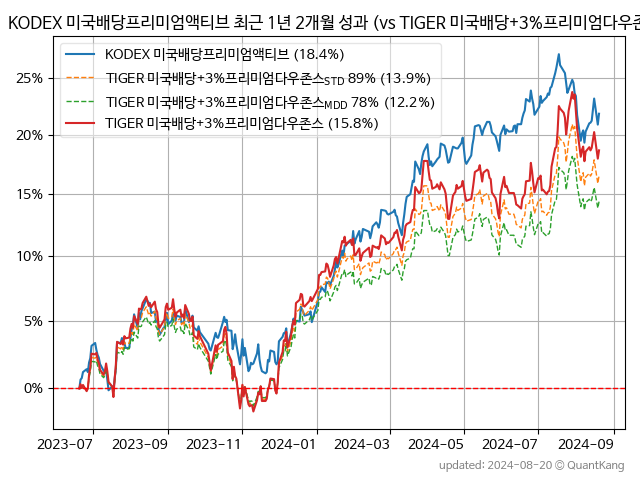 KODEX 미국배당프리미엄액티브 최근 1년 2개월 성과 (vs TIGER 미국배당+3%프리미엄다우존
KODEX 미국배당프리미엄액티브 (18.4%)
TIGER 미국배당+3%프리미엄다우존스STD 89% (13.9%)
TIGER 미국배당+3%프리미엄다우존스MDD 78% (12.2%)
TIGER 미국배당+3%프리미엄다우존스 (15.8%)
25%
20%
15%
10%
5%
0%
2023-07 2023-09 2023-11 2024-01 2024-03 2024-05 2024-07 2024-09
updated: 2024-08-20 © QuantKang